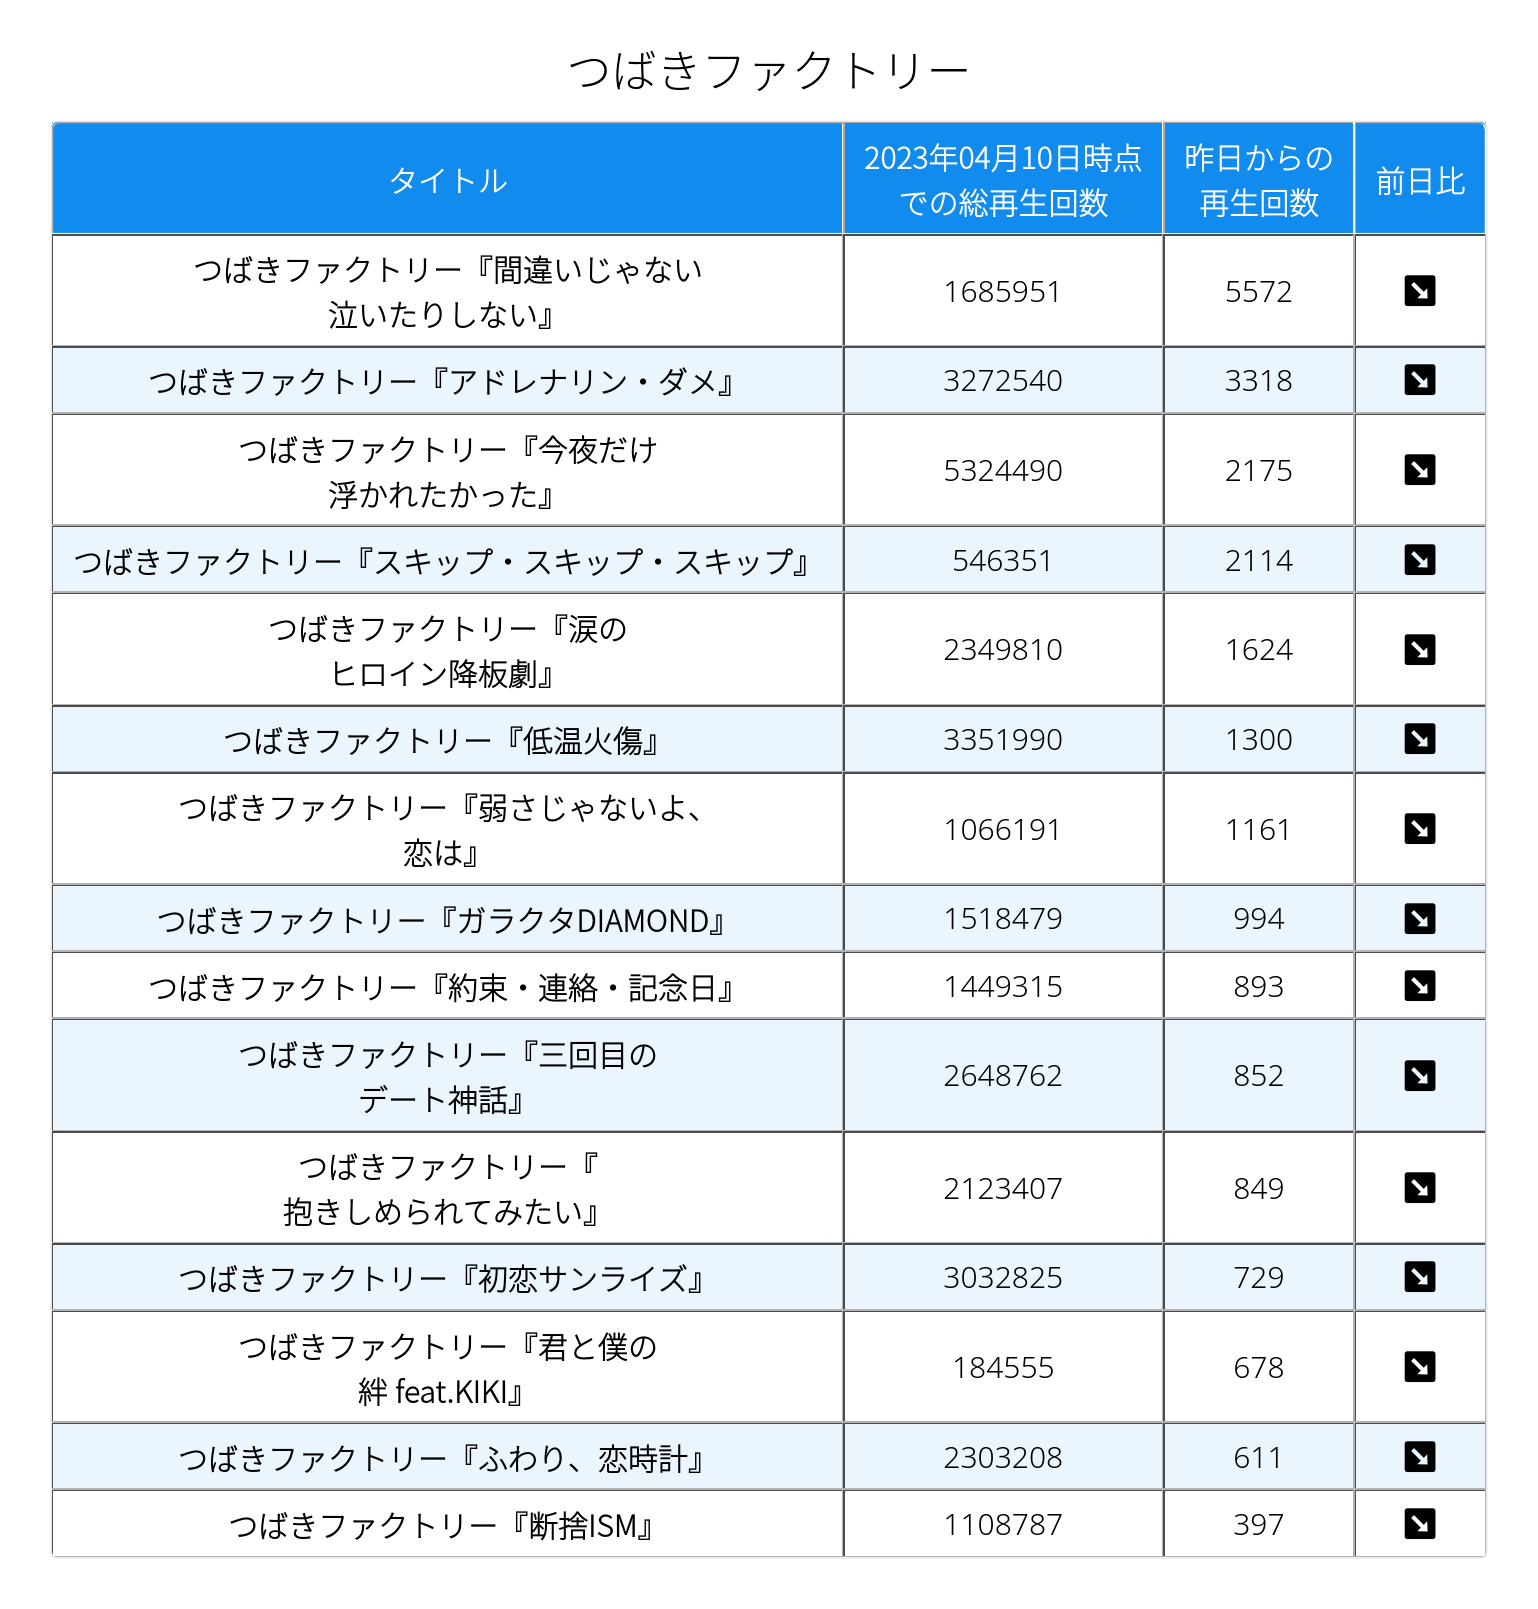 つばきファクトリー
タイトル
2023年04月10日時点
での総再生回数
昨日からの
再生回数
前日比
つばきファクトリー『間違いじゃない
泣いたりしない』
1685951
5572
つばきファクトリー『アドレナリン・ダメ』
3272540
3318
つばきファクトリー『今夜だけ
浮かれたかった』
5324490
2175
つばきファクトリー『スキップ・スキップ・スキップ』
546351
2114
つばきファクトリー『涙の
ヒロイン降板劇』
2349810
1624
つばきファクトリー『低温火傷』
3351990
1300
つばきファクトリー『弱さじゃないよ、
恋は』
1066191
1161
つばきファクトリー『ガラクタDIAMOND』
1518479
994
つばきファクトリー『約束・連絡・記念日』
1449315
893
つばきファクトリー『三回目の
デート神話』
2648762
852
つばきファクトリー『
抱きしめられてみたい』
2123407
849
つばきファクトリー『初恋サンライズ』
3032825
729
つばきファクトリー『君と僕の
絆 feat.KIKI』
184555
678
つばきファクトリー『ふわり、恋時計』
2303208
611
つばきファクトリー『断捨ISM』
1108787
397